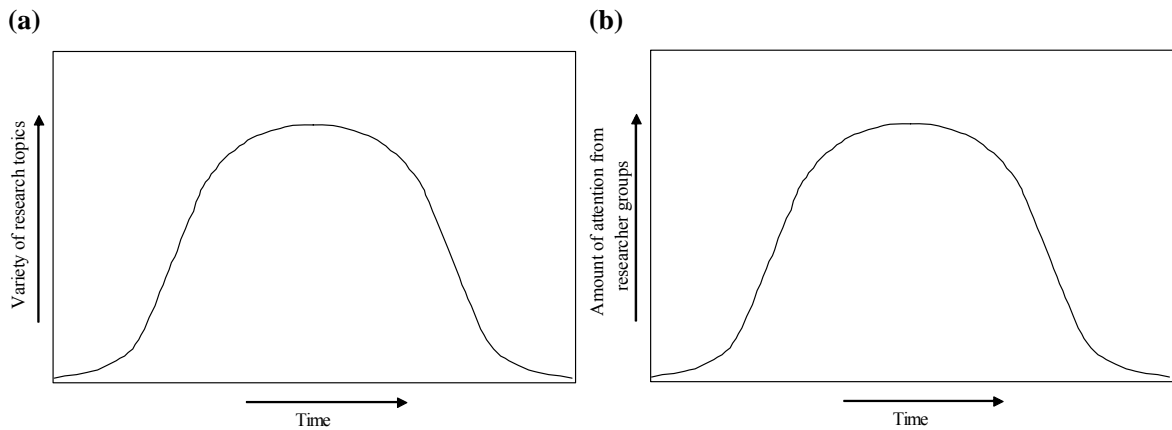 (a)
Variety of research topics
Time
(b)
Amount of attention from
researcher groups
Time